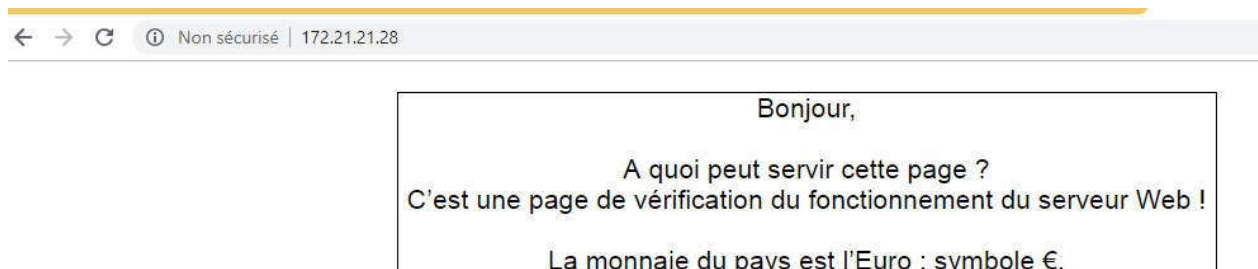 Non sécurisé | 172.21.21.28
Bonjour,
A quoi peut servir cette page ?
C’est une page de vérification du fonctionnement du serveur Web !
La monnaie du pays est l’Euro : symbole €.